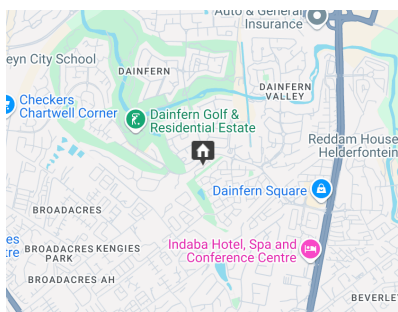 Auto & General
Insurance
eyn City School
DAINFERN
DAINFERN
VALLEY
Checkers
Chartwell Corner
Dainfern Golf &
Residential Estate
Reddam House
Helderfontein
Dainfern Square
BROADACRES
Indaba Hotel, Spa and
Conference Centre
es
tre
BROADACRES
PARK
KENGIES
BROADACRES AH
BEVERLE